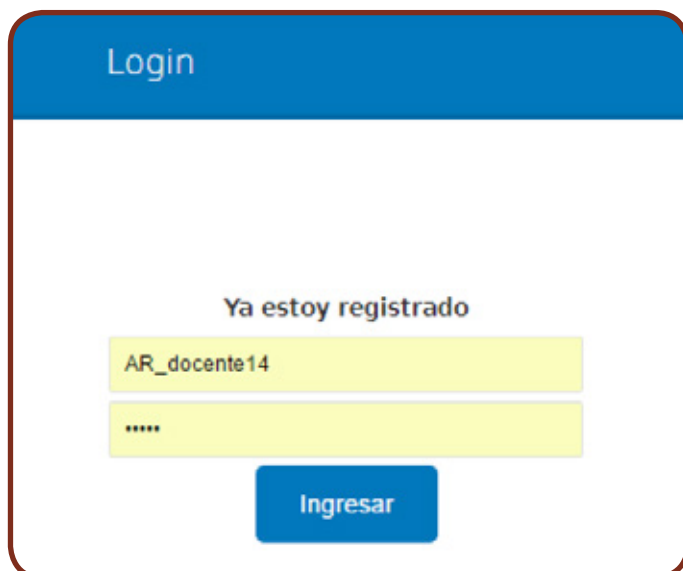 Login
Ya estoy registrado
AR_docente14
•••••
Ingresar